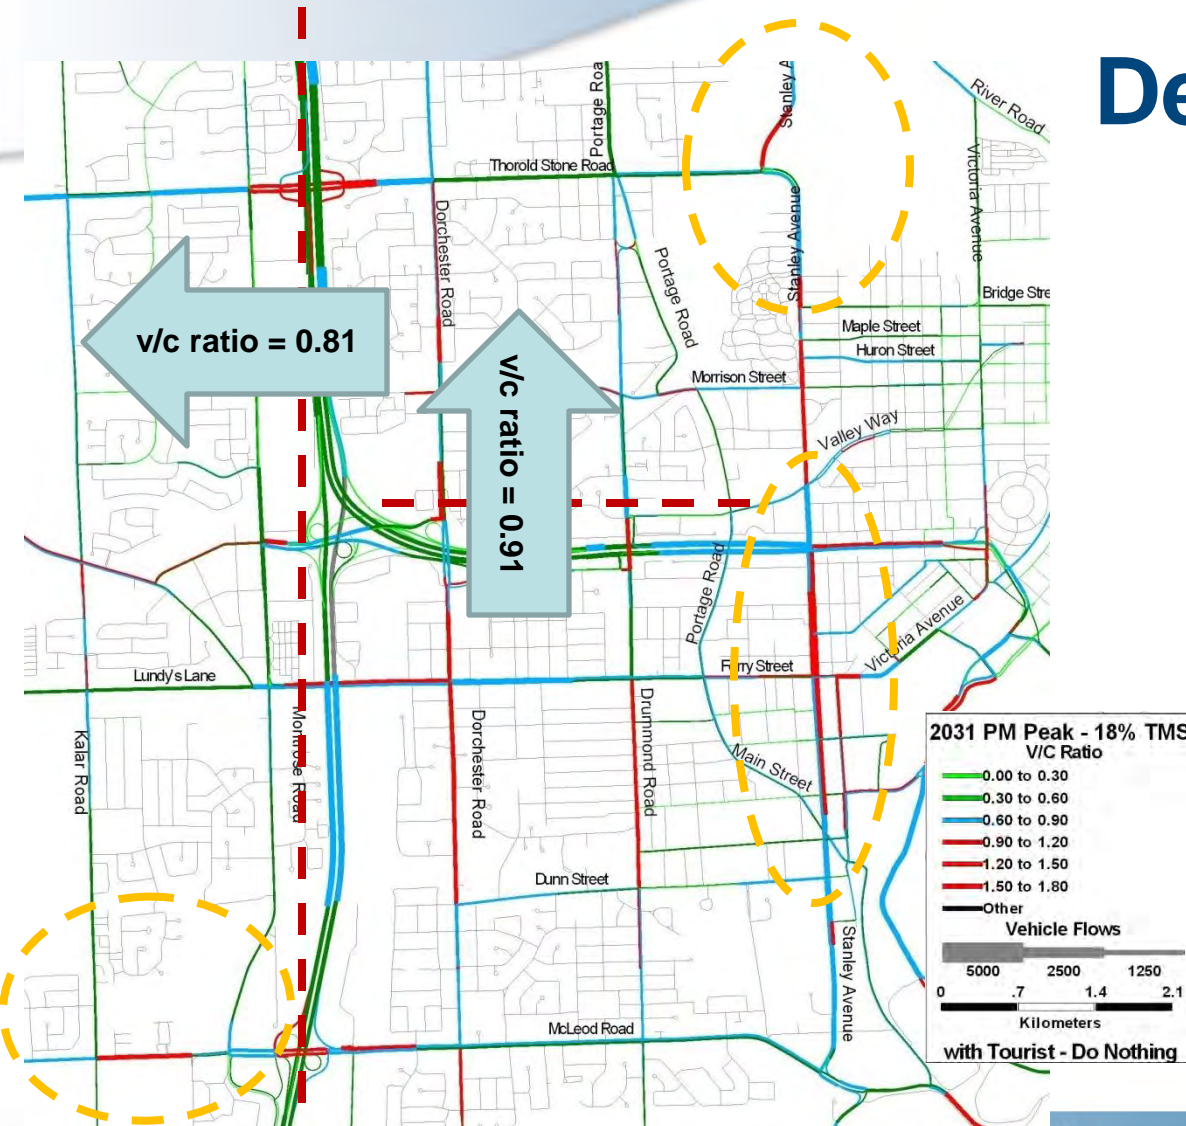 De
River Road
Stanley A
Portage Roa
Thorold Stone Road
Victoria Avenue
Dorchester Road
Stanley Avenue
Portage Road
Bridge Stre
v/c ratio = 0.81
Maple Street
Huron Street
v/c ratio = 0.91
Morrison Street
Valley Way
Portage Road
Victoria Avenue
Ferry Street
Lundy's Lane
Montrose Road
Dorchester Road
Drummond Road
Kalar Road
Main Street
Dunn Street
Stanley Avenue
McLeod Road
2031 PM Peak - 18% TMS
V/C Ratio
0.00 to 0.30
0.30 to 0.60
0.60 to 0.90
0.90 to 1.20
1.20 to 1.50
1.50 to 1.80
Other
Vehicle Flows
5000 2500 1250
0 .7 1.4 2.1
Kilometers
with Tourist - Do Nothing